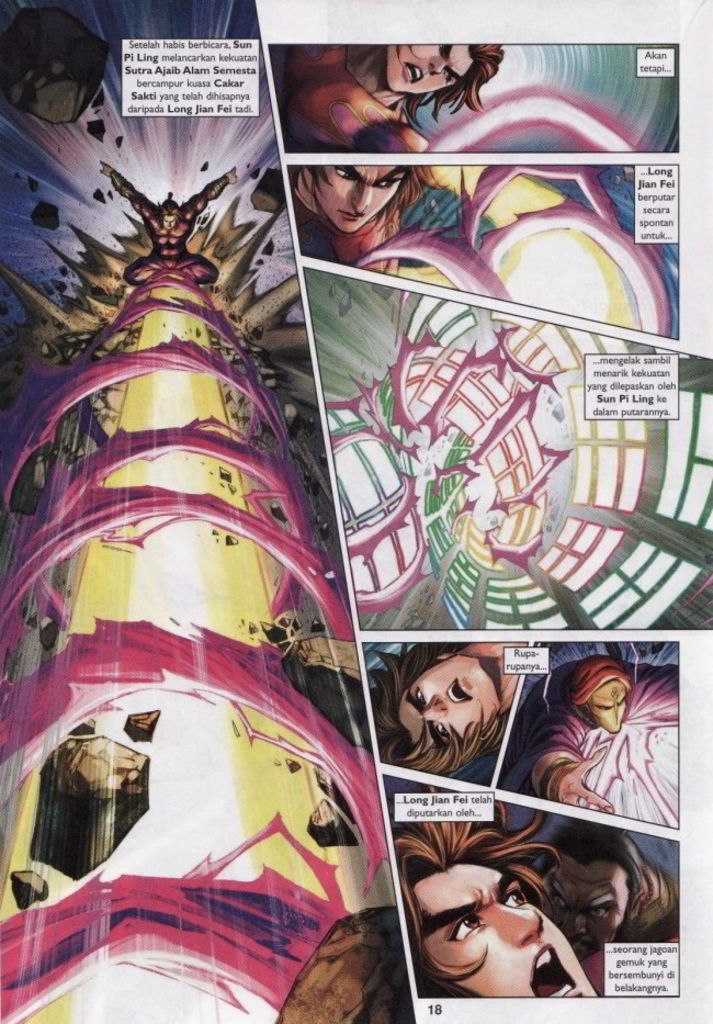 Setelah habis berbicara, Sun
Pi Ling melancarkan kekuatan
Sutra Ajaib Alam Semesta
bercampur kuasa Cakar
Sakti yang telah dihisapnya
daripada Long Jian Fei tadi.
Akan
tetapi...
...Long
Jian Fei
berputar
secara
spontan
untuk...
...mengelak sambil
menarik kekuatan
yang dilepaskan oleh
Sun Pi Ling ke
dalam putarannya.
Rupa-
rupanya...
...Long Jian Fei telah
diputarkan oleh...
...seorang jagoan
gemuk yang
bersembunyi di
belakangnya.
18